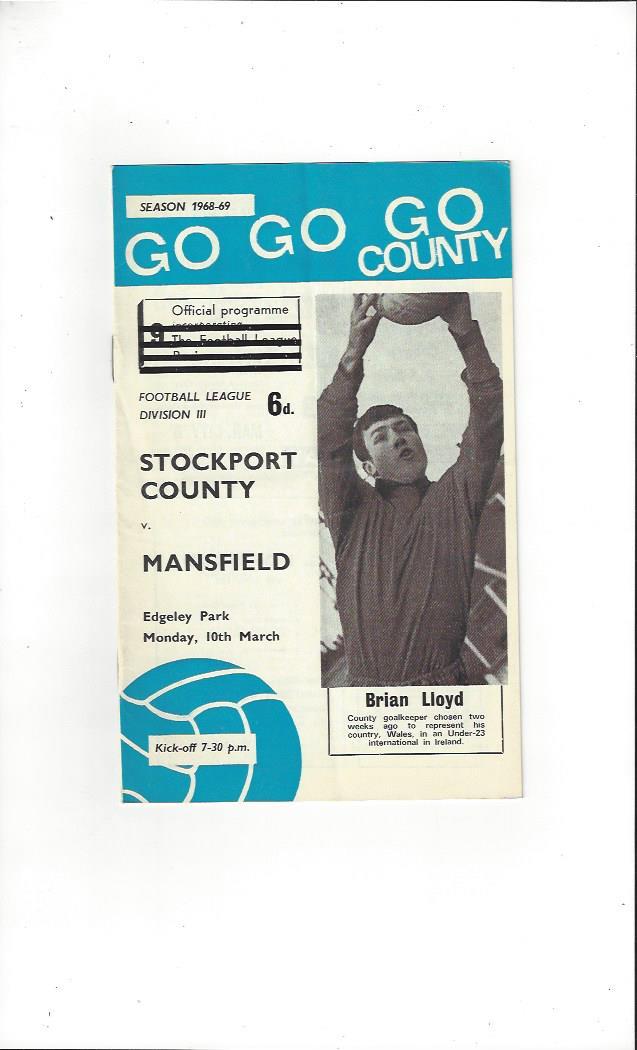 SEASON 1968-69
GO GO GO
COUNTY
Official programme
incorporating
The Football League
9
FOOTBALL LEAGUE
DIVISION III
6d.
STOCKPORT
COUNTY
v.
MANSFIELD
Edgeley Park
Monday, 10th March
Kick-off 7-30 p.m.
Brian Lloyd
County goalkeeper chosen two
weeks ago to represent his
country, Wales, in an Under-23
international in Ireland.